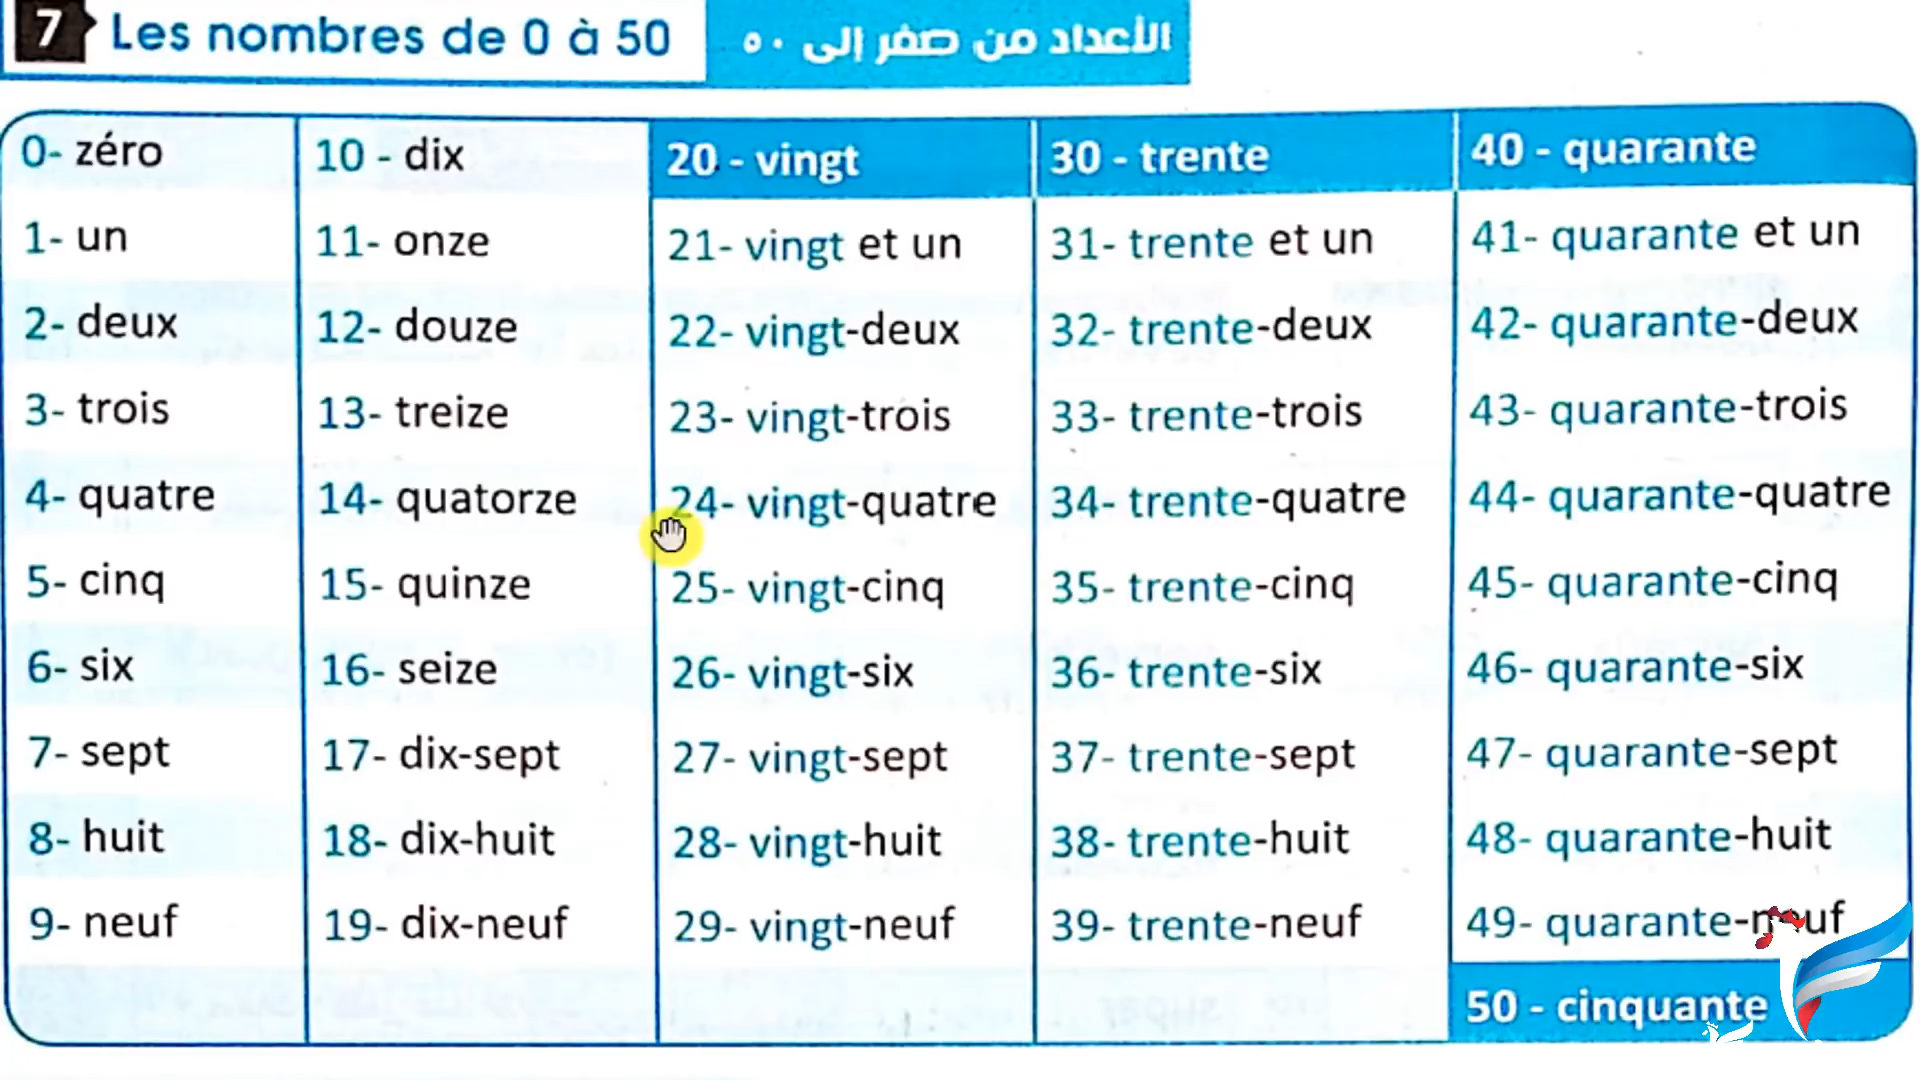 7 Les nombres de 0 à 50
الأعداد من صفر إلى ٥٠
0- zéro
1- un
2- deux
3- trois
4- quatre
5- cinq
6- six
7- sept
8- huit
9- neuf
10 - dix
11- onze
12- douze
13- treize
14- quatorze
15- quinze
16- seize
17- dix-sept
18- dix-huit
19- dix-neuf
20 - vingt
21- vingt et un
22- vingt-deux
23- vingt-trois
24- vingt-quatre
25- vingt-cinq
26- vingt-six
27- vingt-sept
28- vingt-huit
29- vingt-neuf
30 - trente
31- trente et un
32- trente-deux
33- trente-trois
34- trente-quatre
35- trente-cinq
36- trente-six
37- trente-sept
38- trente-huit
39- trente-neuf
40 - quarante
41- quarante et un
42- quarante-deux
43- quarante-trois
44- quarante-quatre
45- quarante-cinq
46- quarante-six
47- quarante-sept
48- quarante-huit
49- quarante-neuf
50 - cinquante